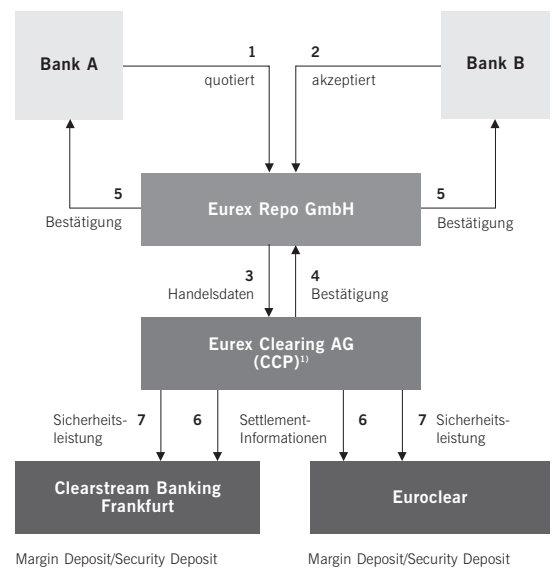 Bank A
1
quotiert
2
akzeptiert
Bank B
5
Bestätigung
Eurex Repo GmbH
5
Bestätigung
3
Handelsdaten
4
Bestätigung
Eurex Clearing AG
(CCP)1)
Sicherheits-
leistung
7
6
Settlement-
Informationen
6
7
Sicherheits-
leistung
Clearstream Banking
Frankfurt
Euroclear
Margin Deposit/Security Deposit
Margin Deposit/Security Deposit